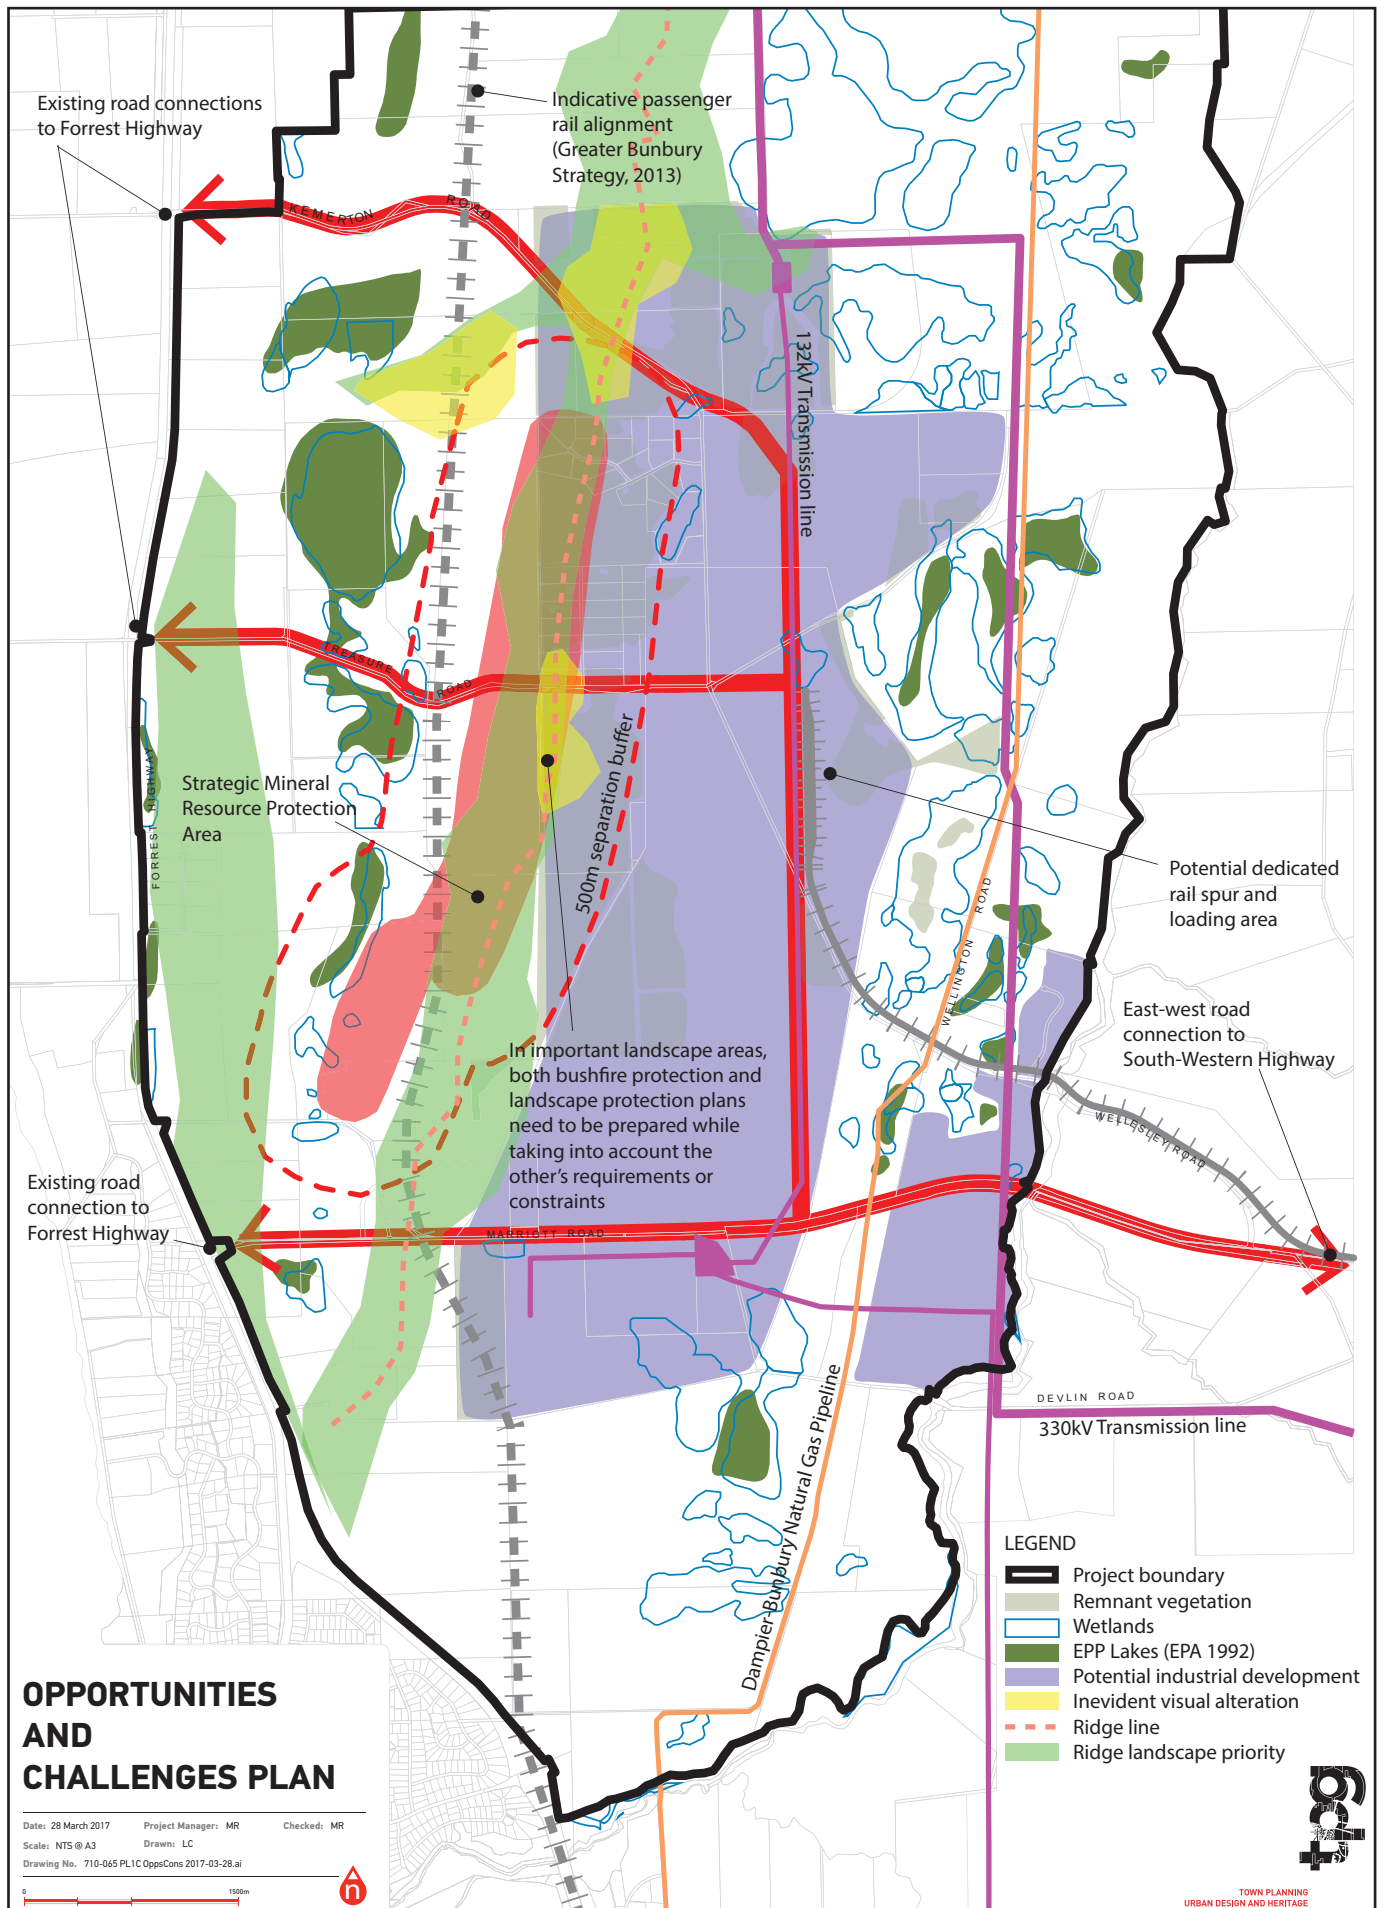 Existing road connections
to Forrest Highway
Indicative passenger
rail alignment
(Greater Bunbury
Strategy, 2013)
KEMERTON ROAD
132kV Transmission line
TREASURE ROAD
500m separation buffer
FORREST HIGHWAY
Strategic Mineral
Resource Protection
Area
Potential dedicated
rail spur and
loading area
WELLINGTON ROAD
East-west road
connection to
South-Western Highway
In important landscape areas,
both bushfire protection and
landscape protection plans
need to be prepared while
taking into account the
other's requirements or
constraints
WELLESLEY ROAD
Existing road
connection to
Forrest Highway
MARRIOTT ROAD
Dampier-Bunbury Natural Gas Pipeline
DEVLIN ROAD
330kV Transmission line
LEGEND
Project boundary
Remnant vegetation
Wetlands
EPP Lakes (EPA 1992)
Potential industrial development
Inevident visual alteration
Ridge line
Ridge landscape priority
OPPORTUNITIES
AND
CHALLENGES PLAN
Date: 28 March 2017 Project Manager: MR Checked: MR
Scale: NTS @ A3 Drawn: LC
Drawing No. 710-065 PL1C OppsCons 2017-03-28.ai
0 1500m
n
gbt
TOWN PLANNING
URBAN DESIGN AND HERITAGE